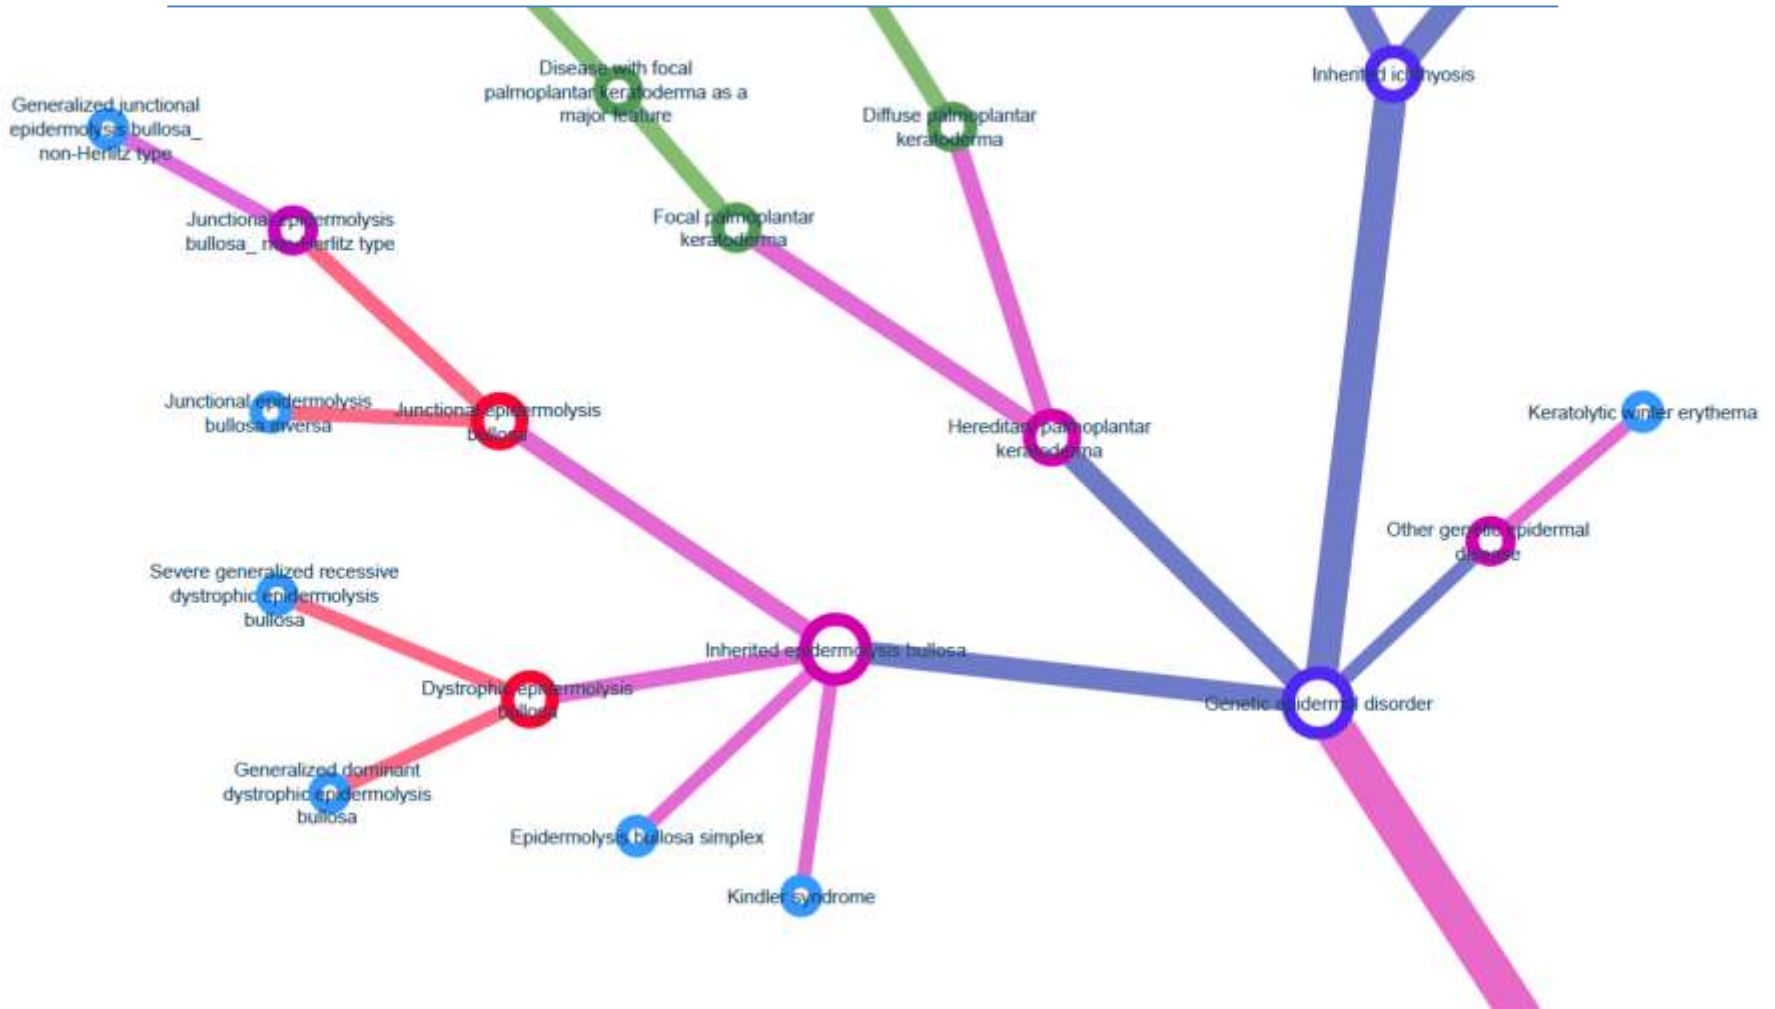 Disease with focal
palmoplantar keratoderma as a
major feature
Inherited ichthyosis
Generalized junctional
epidermolysis bullosa_
non-Herlitz type
Diffuse palmoplantar
keratoderma
Junctional epidermolysis
bullosa_ non-Herlitz type
Focal palmoplantar
keratoderma
Junctional epidermolysis
bullosa inversa
Junctional epidermolysis
bullosa
Hereditary palmoplantar
keratoderma
Keratolytic winter erythema
Other genetic epidermal
disease
Severe generalized recessive
dystrophic epidermolysis
bullosa
Inherited epidermolysis bullosa
Dystrophic epidermolysis
bullosa
Genetic epidermal disorder
Generalized dominant
dystrophic epidermolysis
bullosa
Epidermolysis bullosa simplex
Kindler syndrome